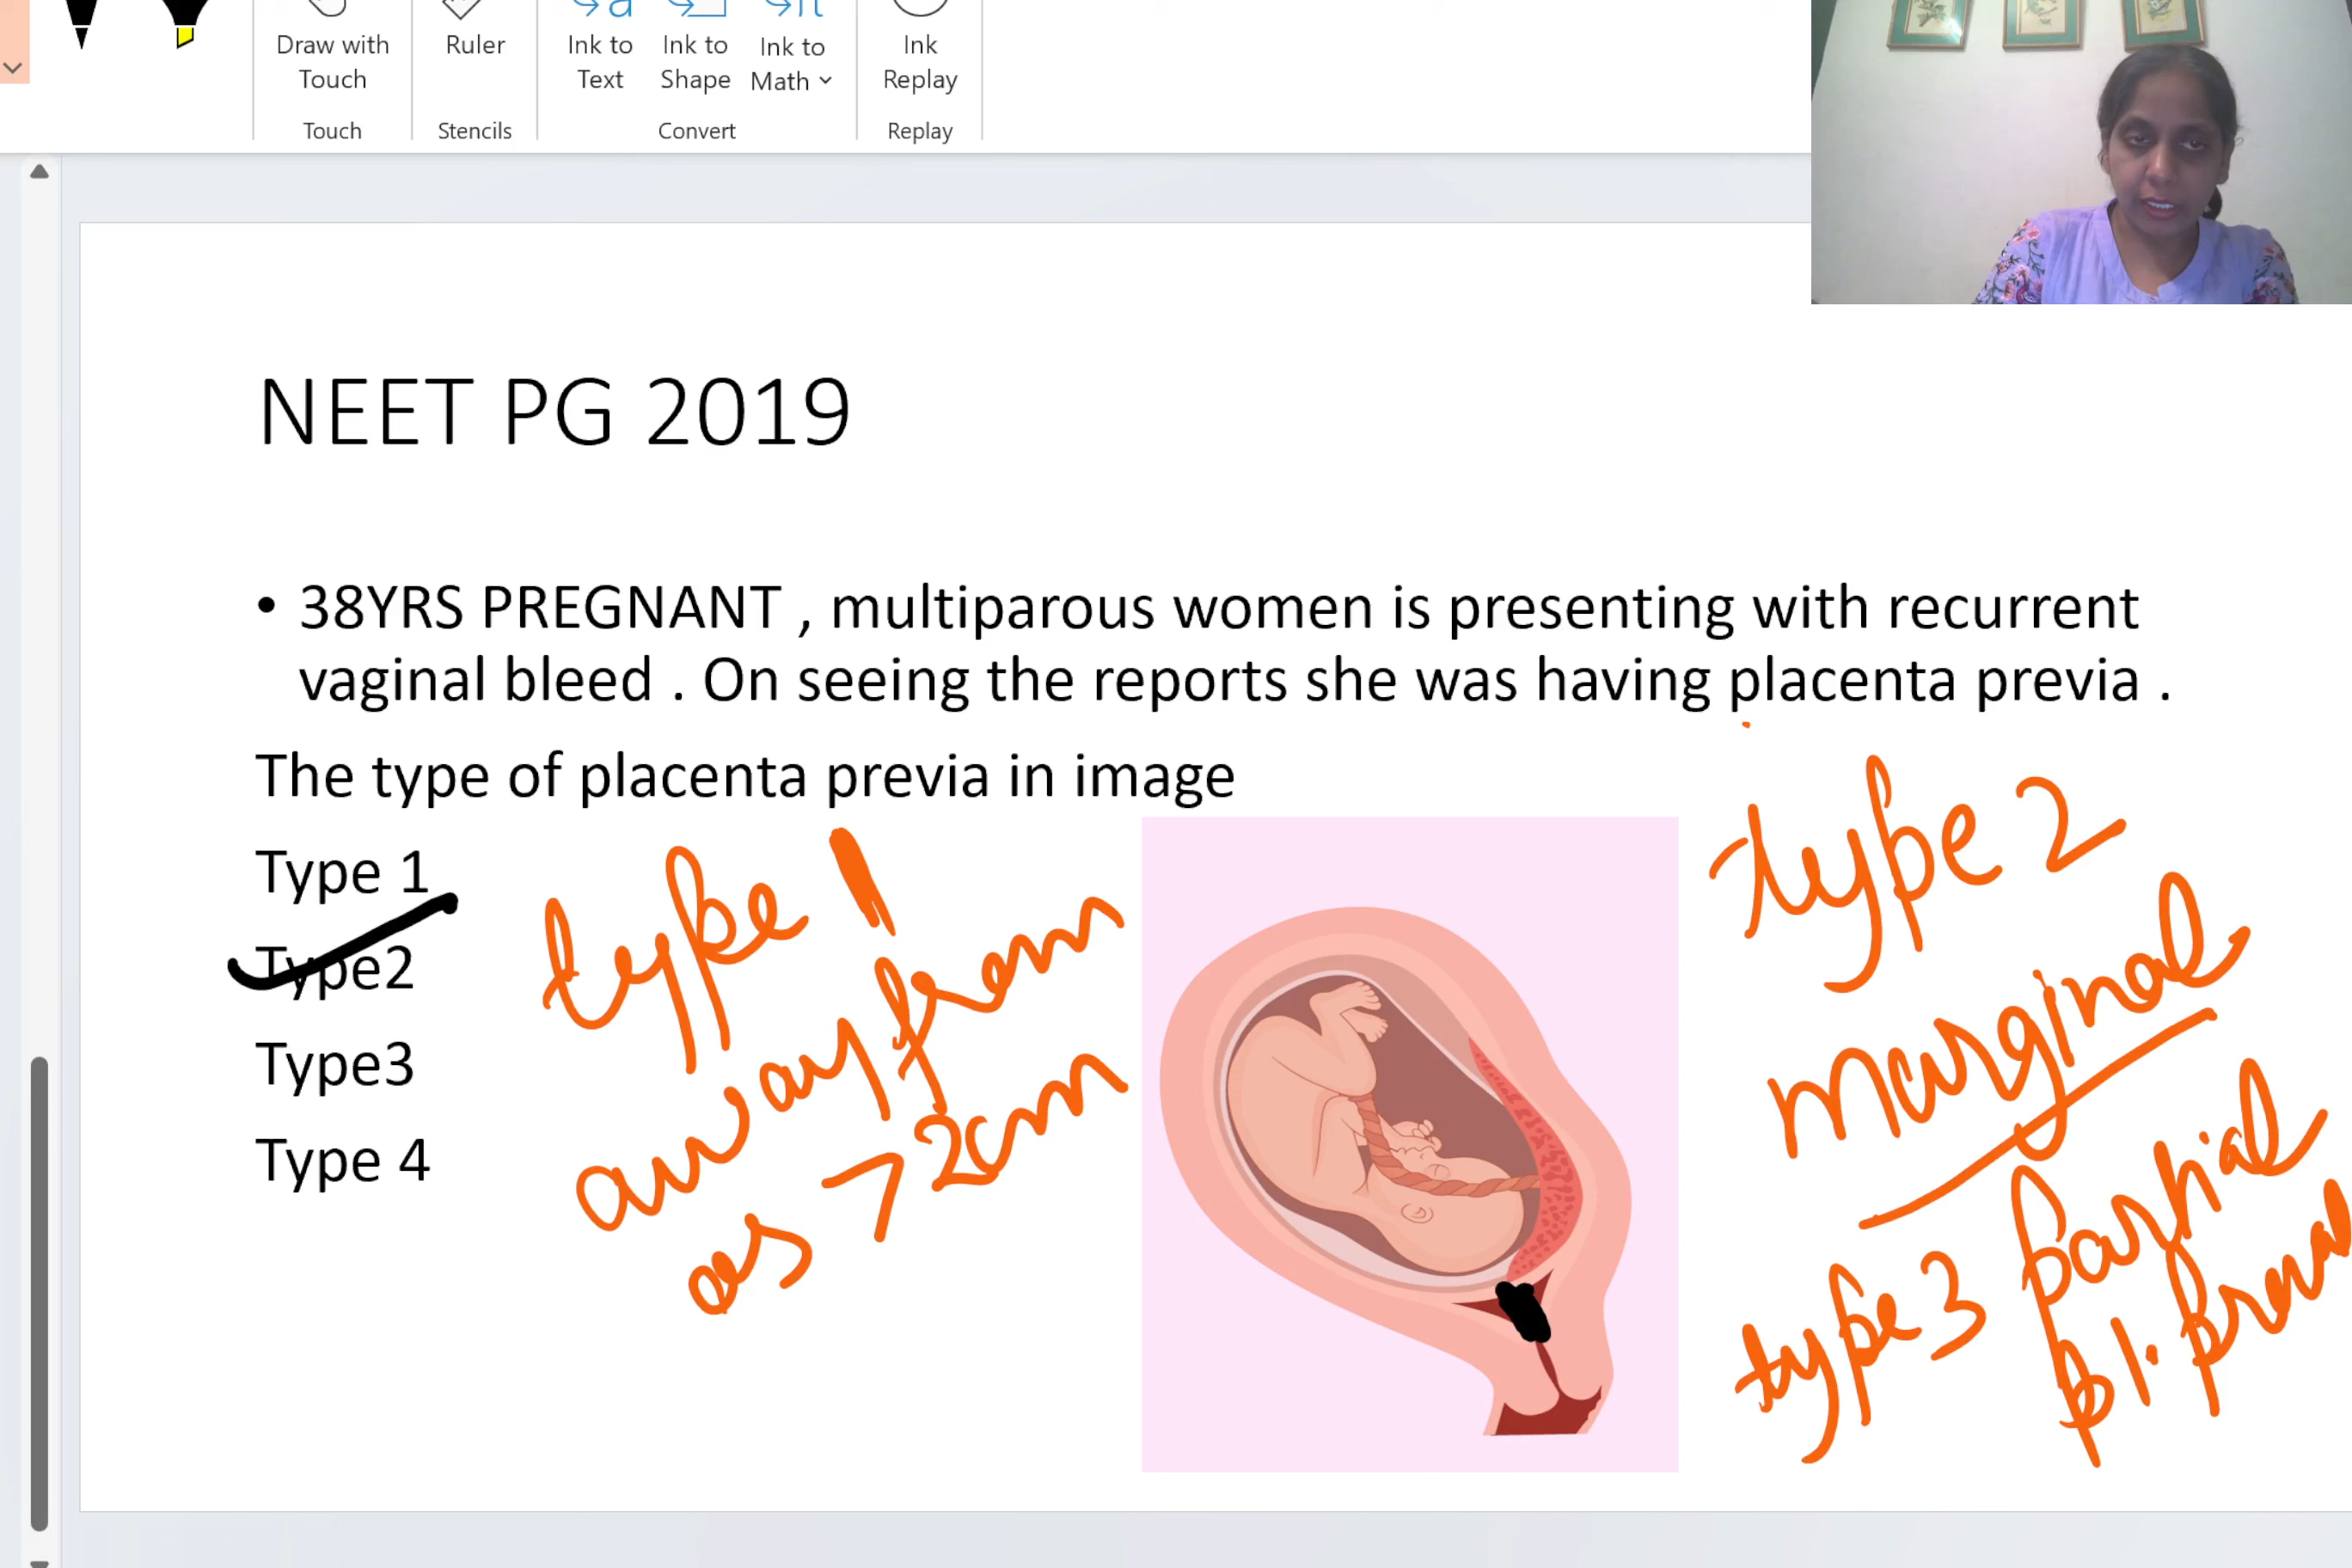 Draw with Touch
Ruler
Ink to Text
Ink to Shape
Ink to Math
Ink Replay
Touch
Stencils
Convert
Replay
NEET PG 2019
• 38YRS PREGNANT , multiparous women is presenting with recurrent
vaginal bleed . On seeing the reports she was having placenta previa .
The type of placenta previa in image
Type 1
Type2
Type3
Type 4
type 1
away from
os >2cm
type 2
marginal
type 3 partial
pl.